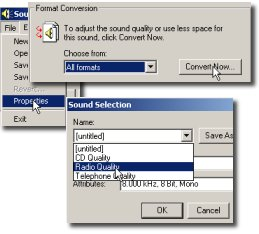 Format Conversion
To adjust the sound quality or use less space for
this sound, click Convert Now.
Choose from:
All formats
Convert Now...
Sou
File
New
Ope
Sav
Sav
Revert...
Properties
Exit
Sound Selection
Name:
[untitled]
Save As
[untitled]
CD Quality
Radio Quality
Telephone Quality
Attributes:
8.000 kHz, 8 Bit, Mono
OK
Cancel